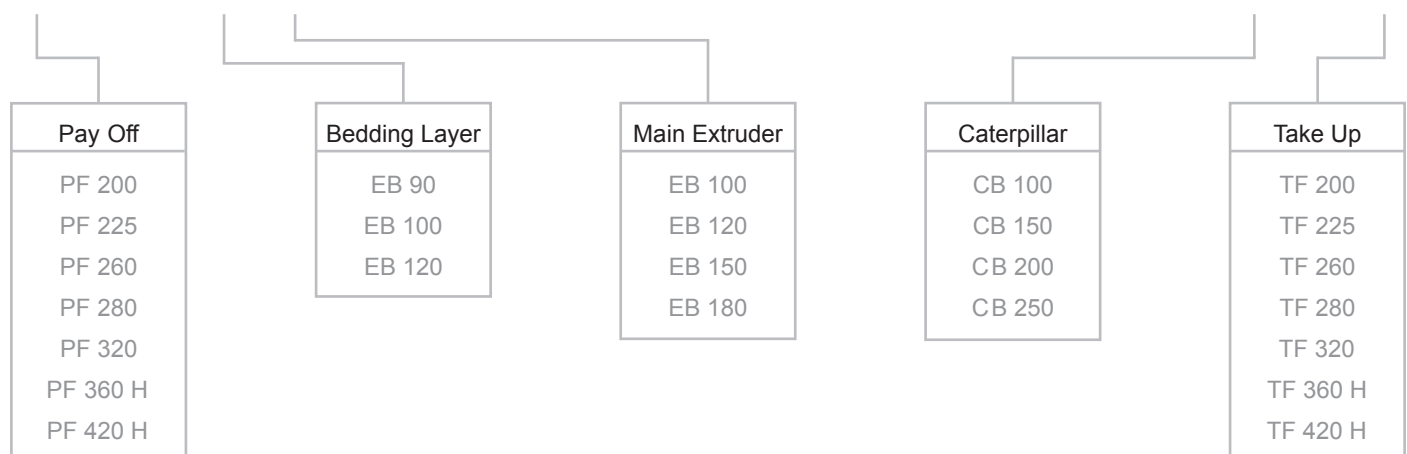 Pay Off
PF 200
PF 225
PF 260
PF 280
PF 320
PF 360 H
PF 420 H
Bedding Layer
EB 90
EB 100
EB 120
Main Extruder
EB 100
EB 120
EB 150
EB 180
Caterpillar
CB 100
CB 150
CB 200
CB 250
Take Up
TF 200
TF 225
TF 260
TF 280
TF 320
TF 360 H
TF 420 H